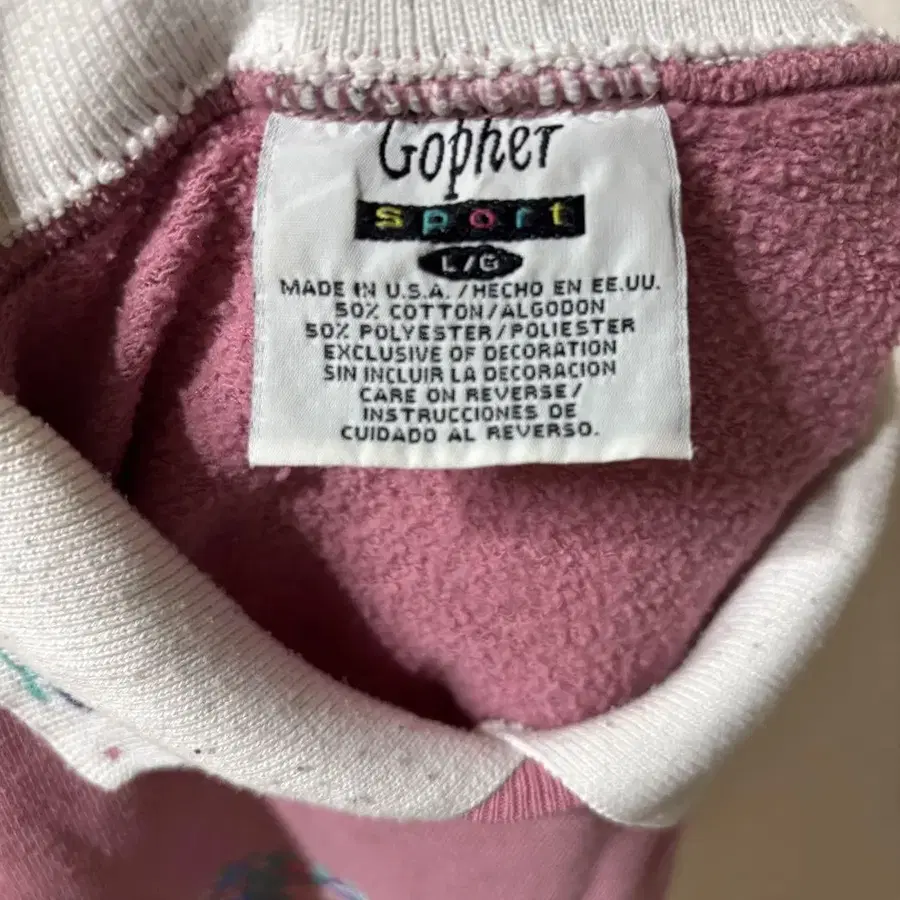 Gopher
sport
L/G
MADE IN U.S.A./HECHO EN EE.UU.
50% COTTON/ALGODON
50% POLYESTER/POLIESTER
EXCLUSIVE OF DECORATION
SIN INCLUIR LA DECORACION
CARE ON REVERSE/
INSTRUCCIONES DE
CUIDADO AL REVERSO.